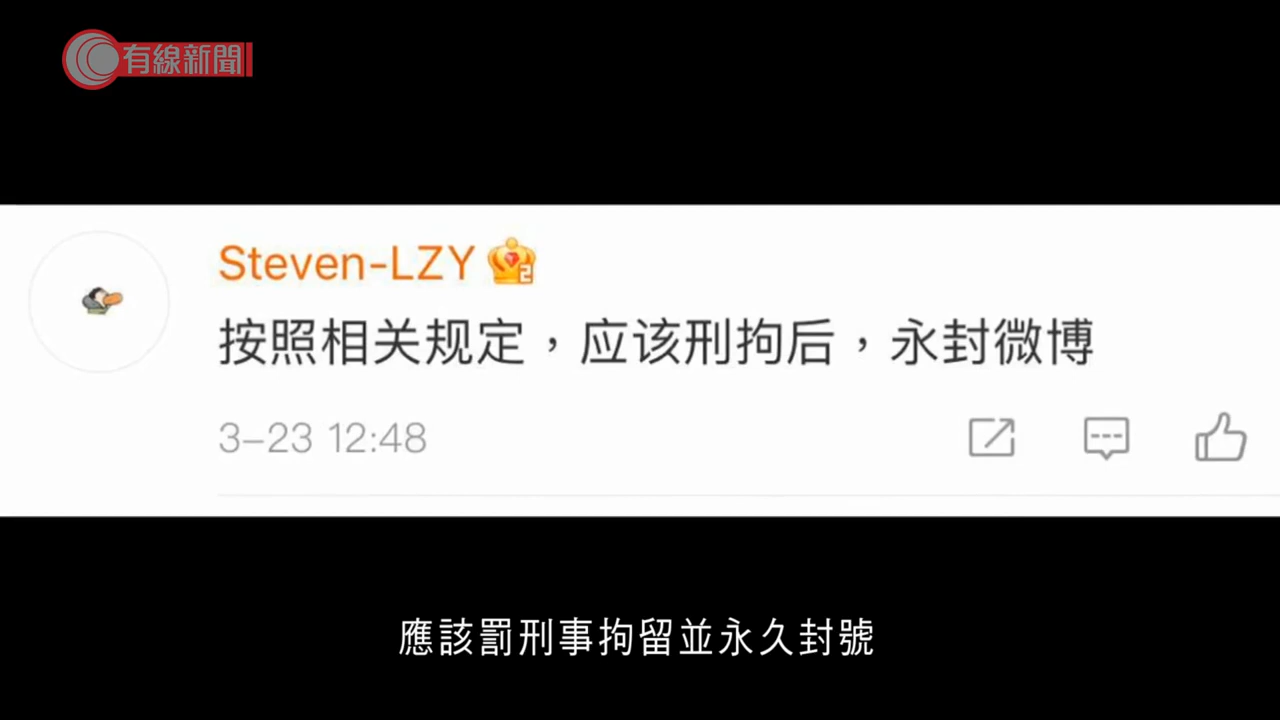 有線新聞
Steven-LZY
2
按照相关规定，应该刑拘后，永封微博
3-23 12:48
應該罰刑事拘留並永久封號